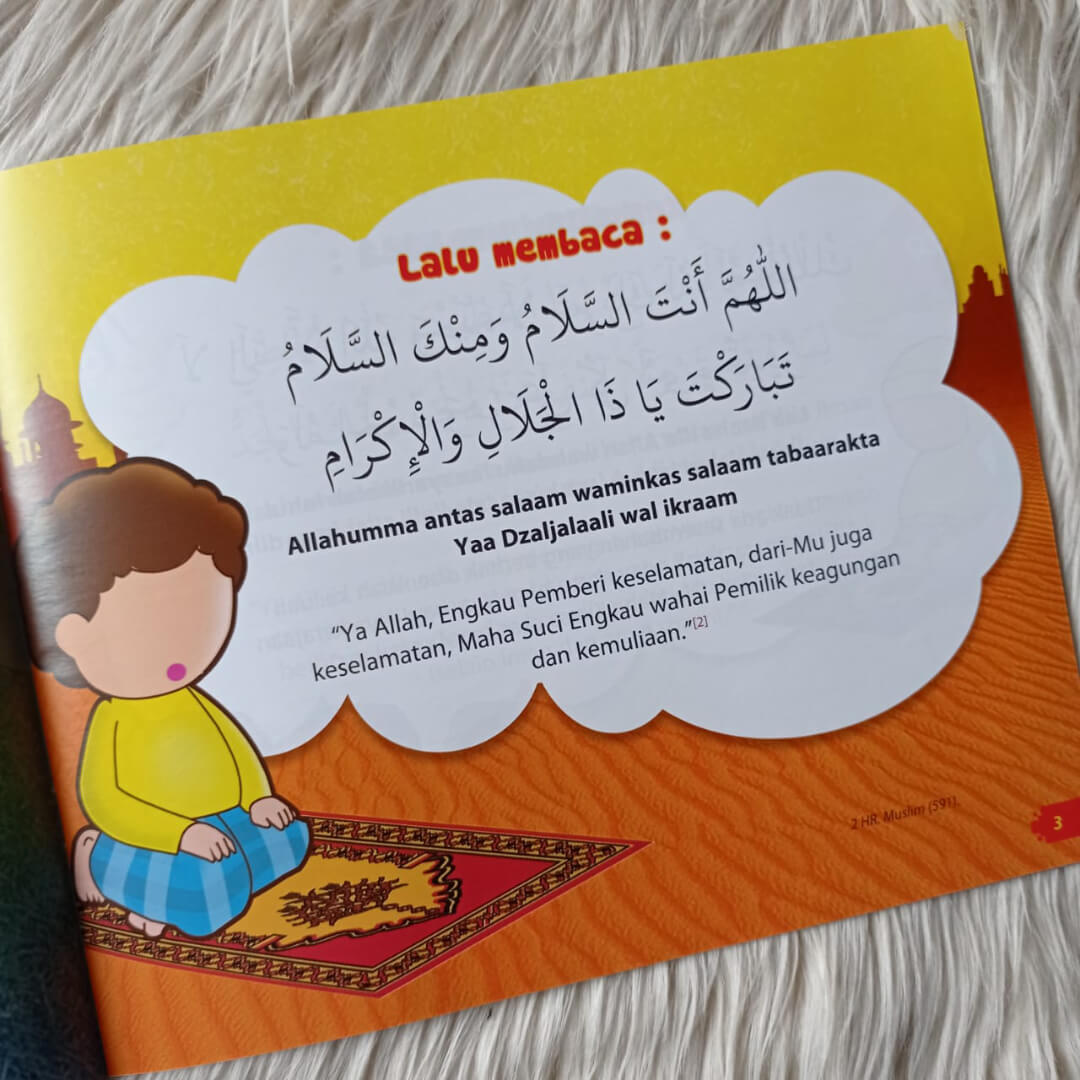 Lalu membaca :
اللّٰهُمَّ أَنْتَ السَّلَامُ وَمِنْكَ السَّلَامُ
تَبَارَكْتَ يَا ذَا الْجَلَالِ وَالْإِكْرَامِ
Allahumma antas salaam waminkas salaam tabaarakta
Yaa Dzaljalaali wal ikraam
“Ya Allah, Engkau Pemberi keselamatan, dari-Mu juga
keselamatan, Maha Suci Engkau wahai Pemilik keagungan
dan kemuliaan.”[2]
2 HR. Muslim (591).
3